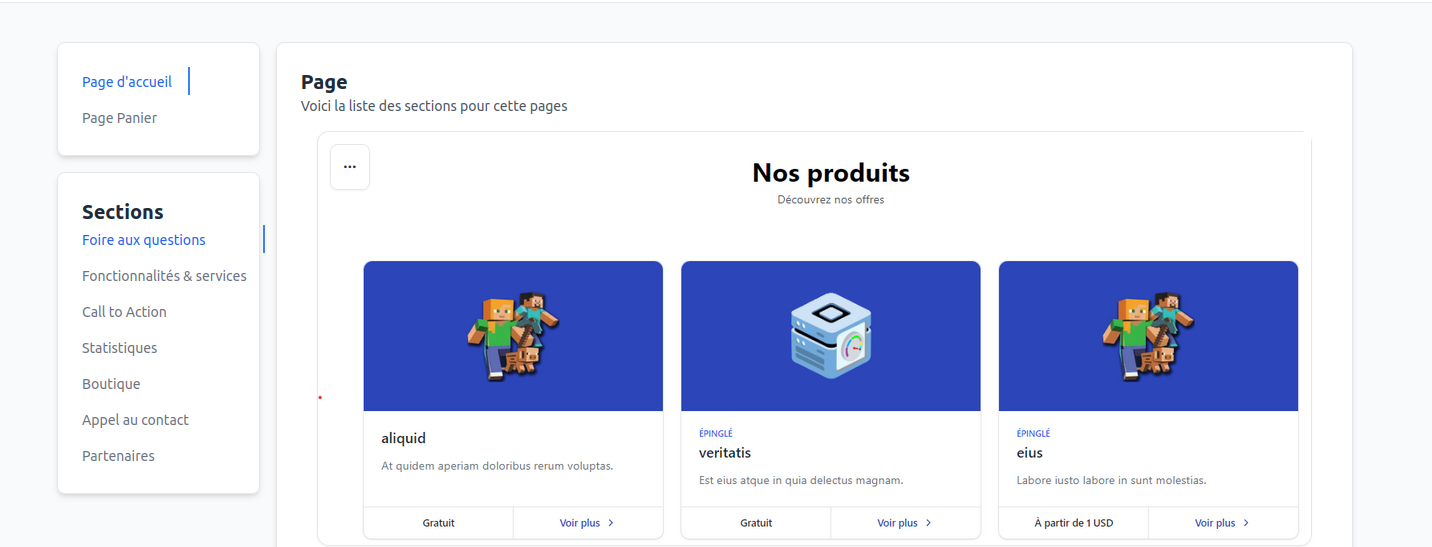 Page d'accueil
Page Panier
Sections
Foire aux questions
Fonctionnalités & services
Call to Action
Statistiques
Boutique
Appel au contact
Partenaires
Page
Voici la liste des sections pour cette pages
...
Nos produits
Découvrez nos offres
aliquid
At quidem aperiam doloribus rerum voluptas.
Gratuit
Voir plus
ÉPINGLÉ
veritatis
Est eius atque in quia delectus magnam.
Gratuit
Voir plus
ÉPINGLÉ
eius
Labore iusto labore in sunt molestias.
À partir de 1 USD
Voir plus